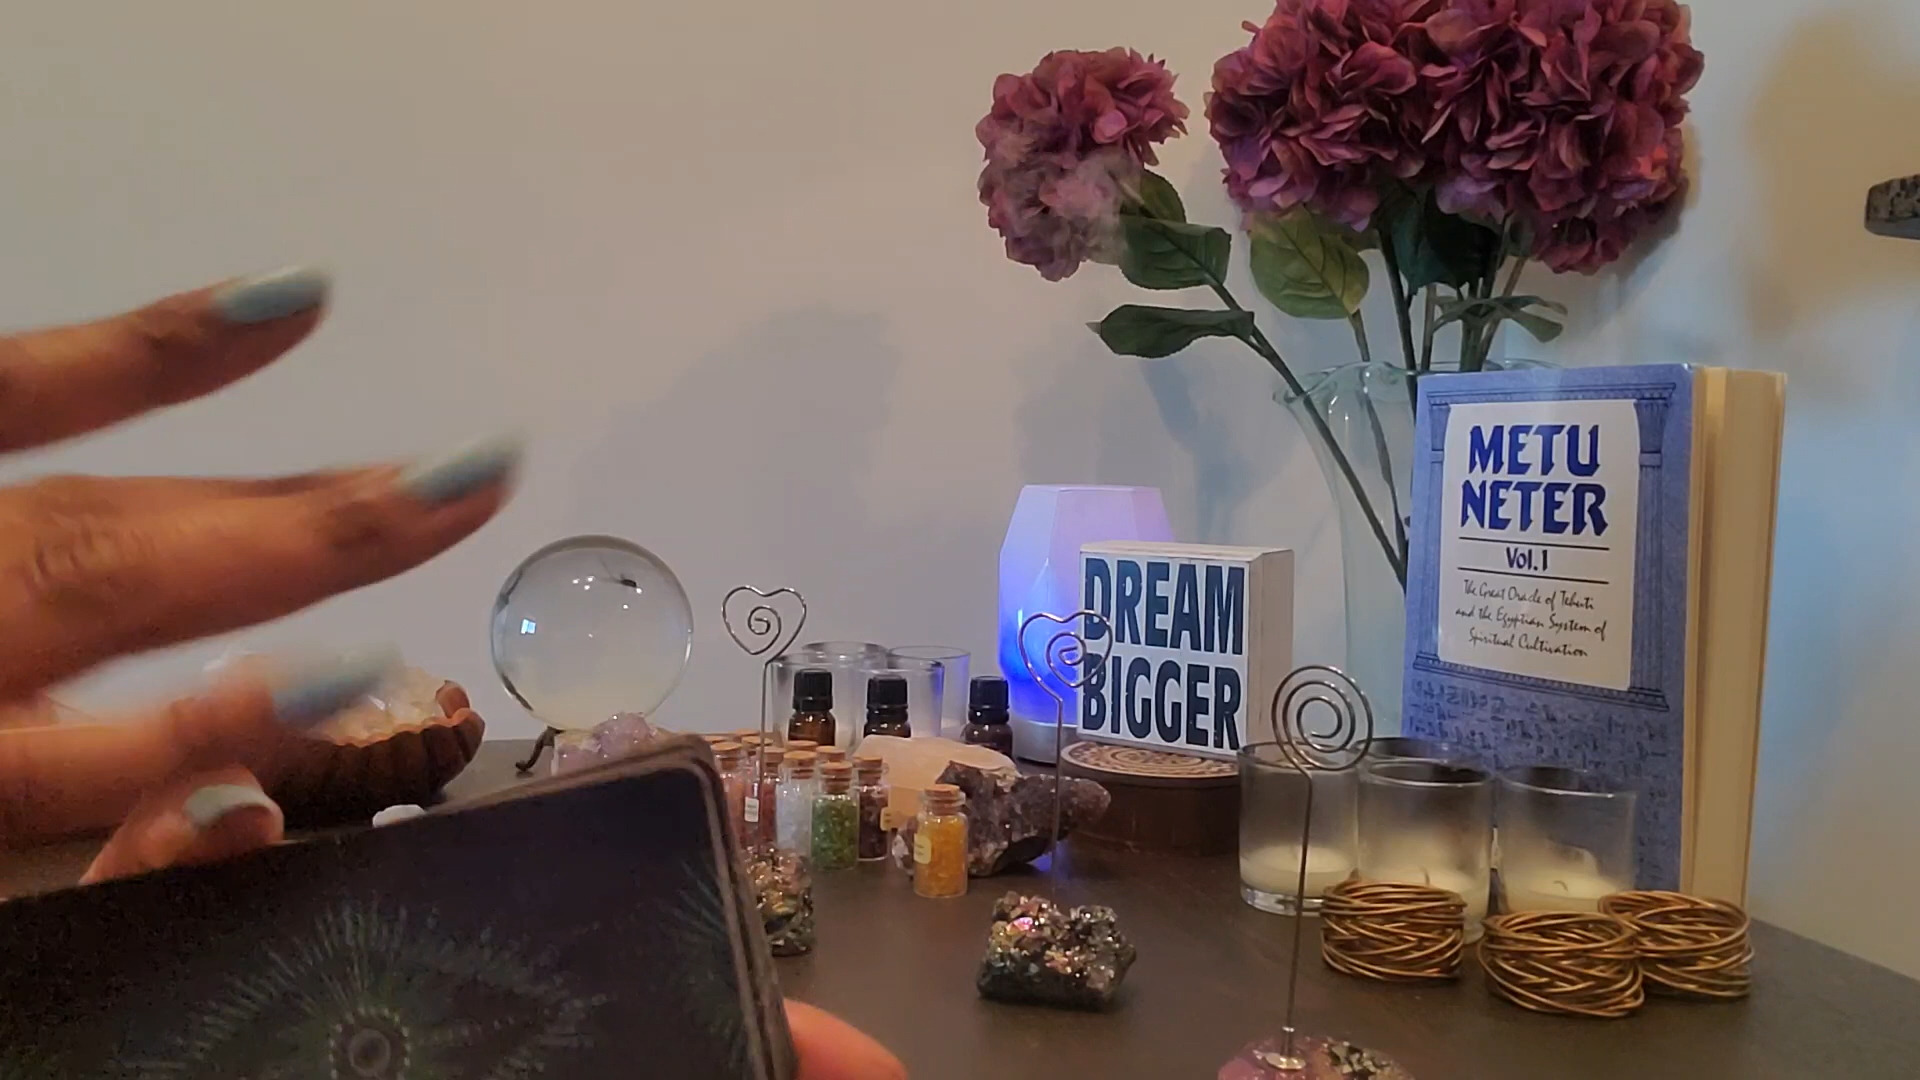 DREAM
BIGGER
METU
NETER
Vol. 1
The Great Oracle of Tehuti
and the Egyptian System of
Spiritual Cultivation